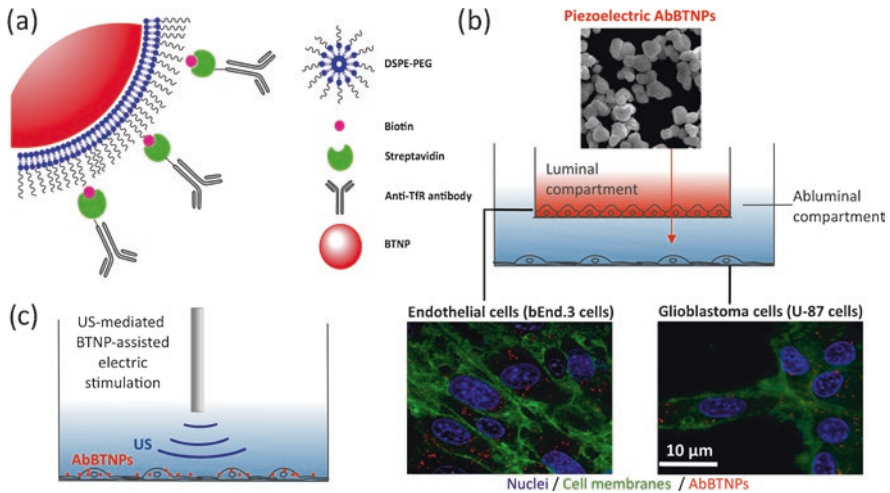 (a)
DSPE-PEG
Biotin
Streptavidin
Anti-TfR antibody
BTNP
(b)
Piezoelectric AbBTNPs
Luminal
compartment
Abluminal
compartment
Endothelial cells (bEnd.3 cells)
Glioblastoma cells (U-87 cells)
10 μm
Nuclei / Cell membranes / AbBTNPs
(c)
US-mediated
BTNP-assisted
electric
stimulation
US
AbBTNPs